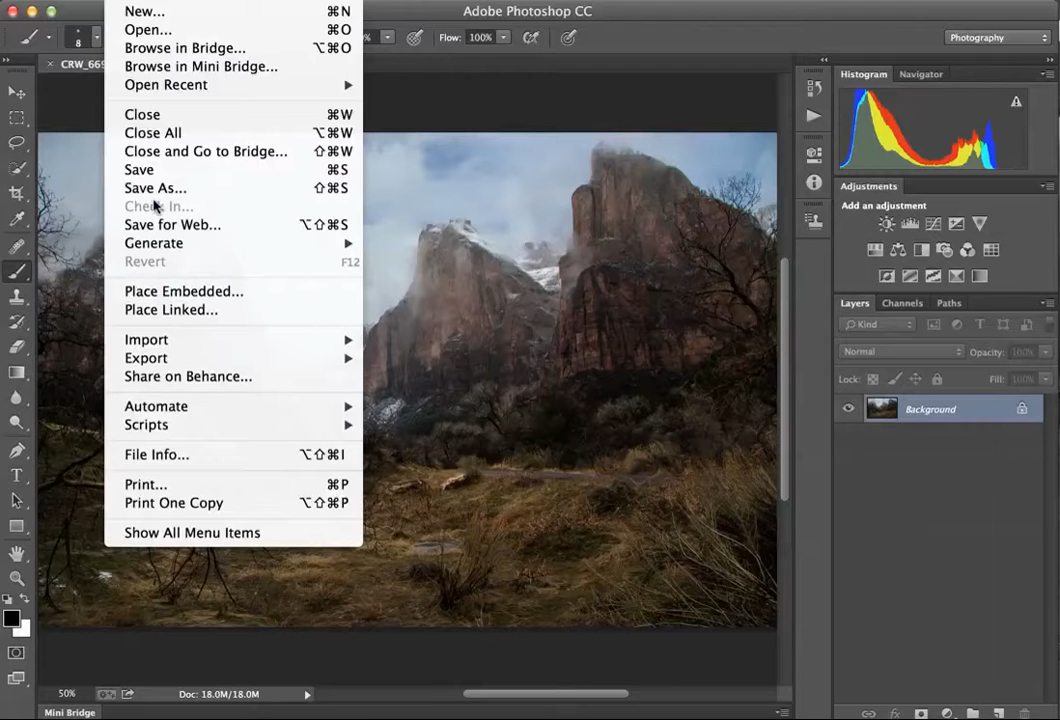 Adobe Photoshop CC
New... ⌘N
Open... ⌘O
Browse in Bridge... ⌥⌘O
Browse in Mini Bridge...
Open Recent
Close ⌘W
Close All ⌥⌘W
Close and Go to Bridge... ⇧⌘W
Save ⌘S
Save As... ⇧⌘S
Check In...
Save for Web... ⌥⇧⌘S
Generate
Revert F12
Place Embedded...
Place Linked...
Import
Export
Share on Behance...
Automate
Scripts
File Info... ⌥⇧⌘I
Print... ⌘P
Print One Copy ⌥⇧⌘P
Show All Menu Items
8
% Flow: 100%
Photography
CRW_669
Histogram Navigator
Adjustments
Add an adjustment
Layers Channels Paths
Kind
Normal Opacity: 100%
Lock: Fill: 100%
Background
50% Doc: 18.0M/18.0M
Mini Bridge